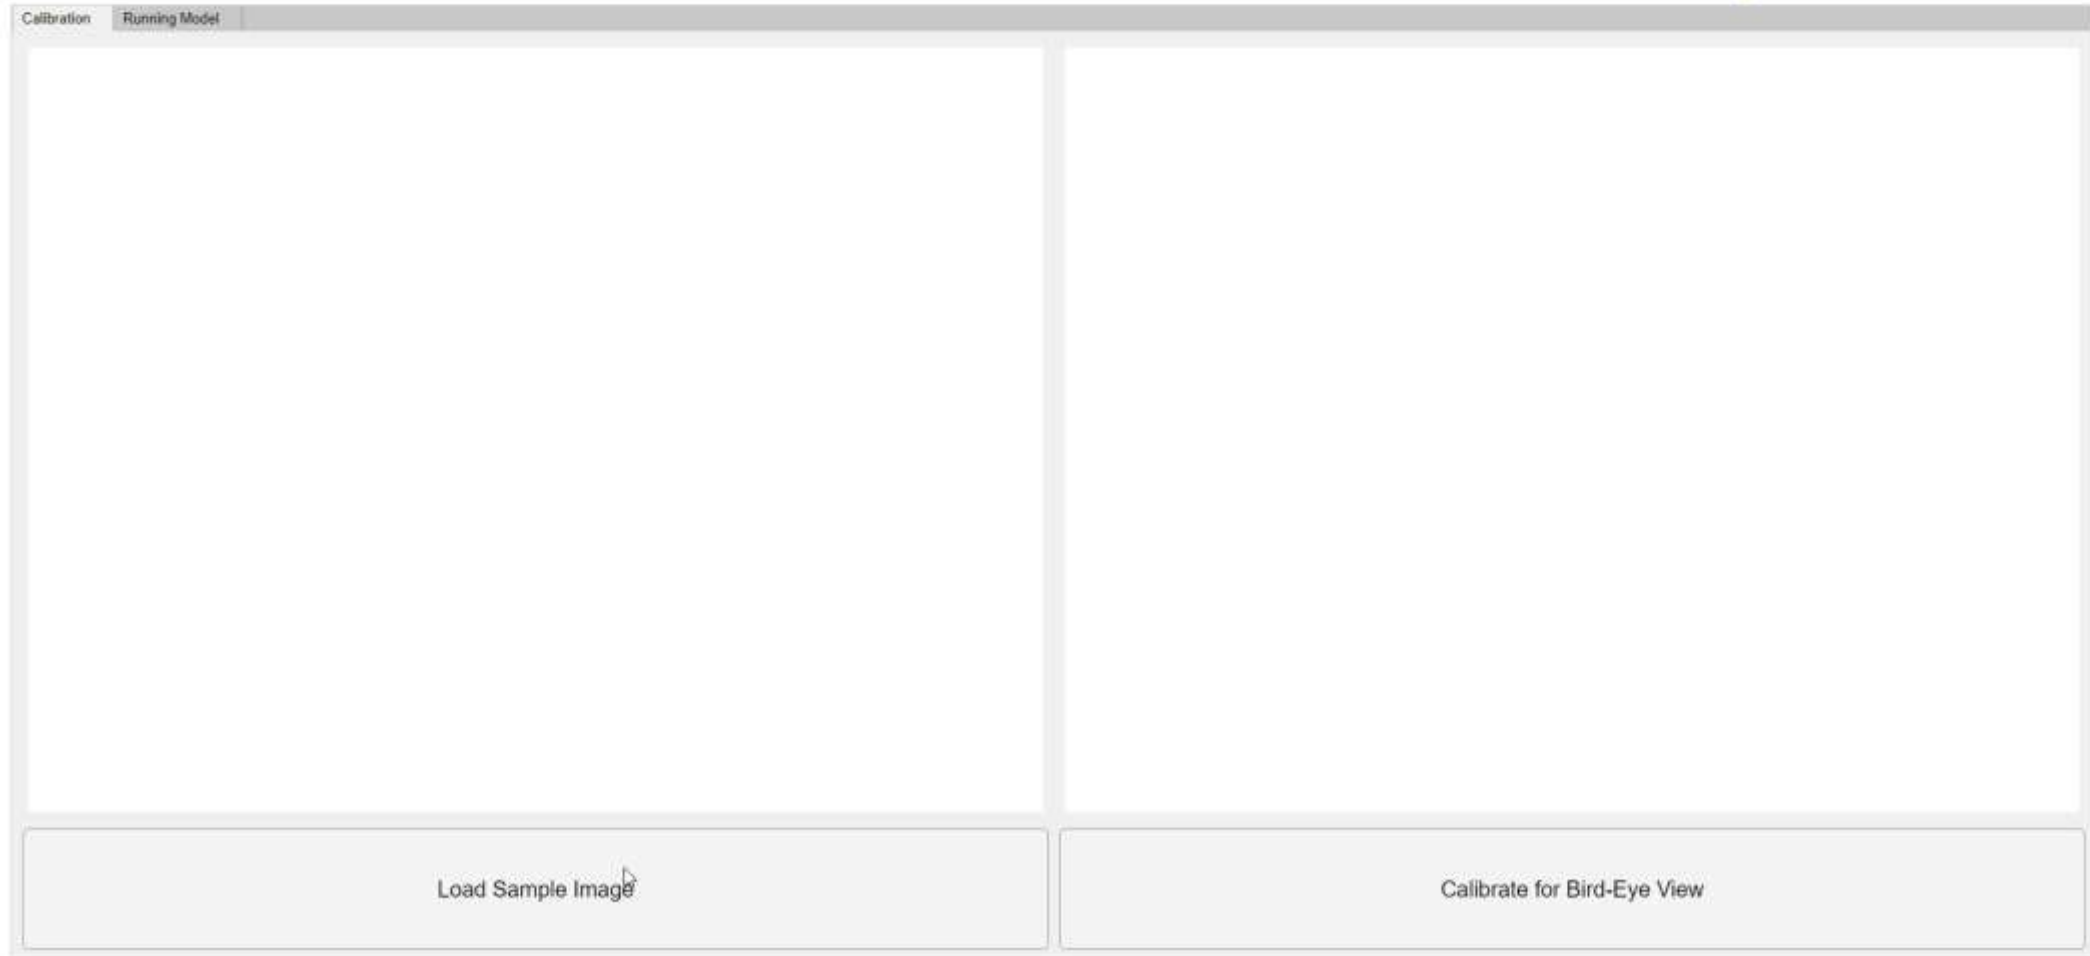 Calibration Running Model
Load Sample Image Calibrate for Bird-Eye View